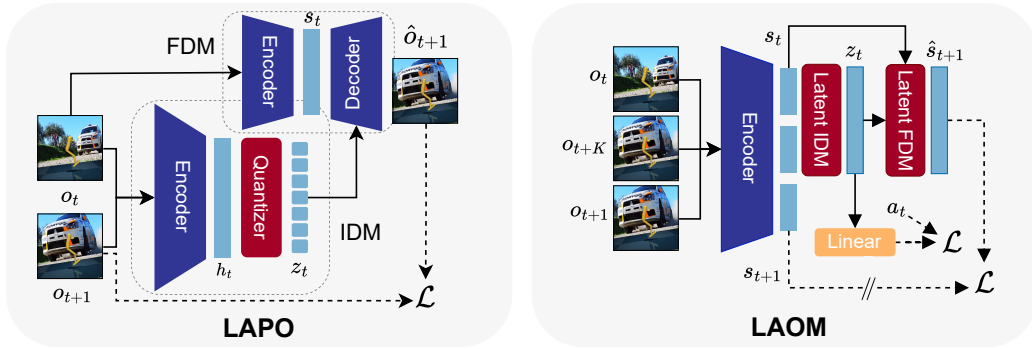 FDM
Encoder
s_t
Decoder
ô_{t+1}
o_t
o_{t+1}
Encoder
h_t
Quantizer
z_t
IDM
ℒ
LAPO
o_t
o_{t+K}
o_{t+1}
Encoder
s_t
s_{t+1}
Latent IDM
z_t
Latent FDM
ŝ_{t+1}
Linear
a_t
ℒ
ℒ
LAOM